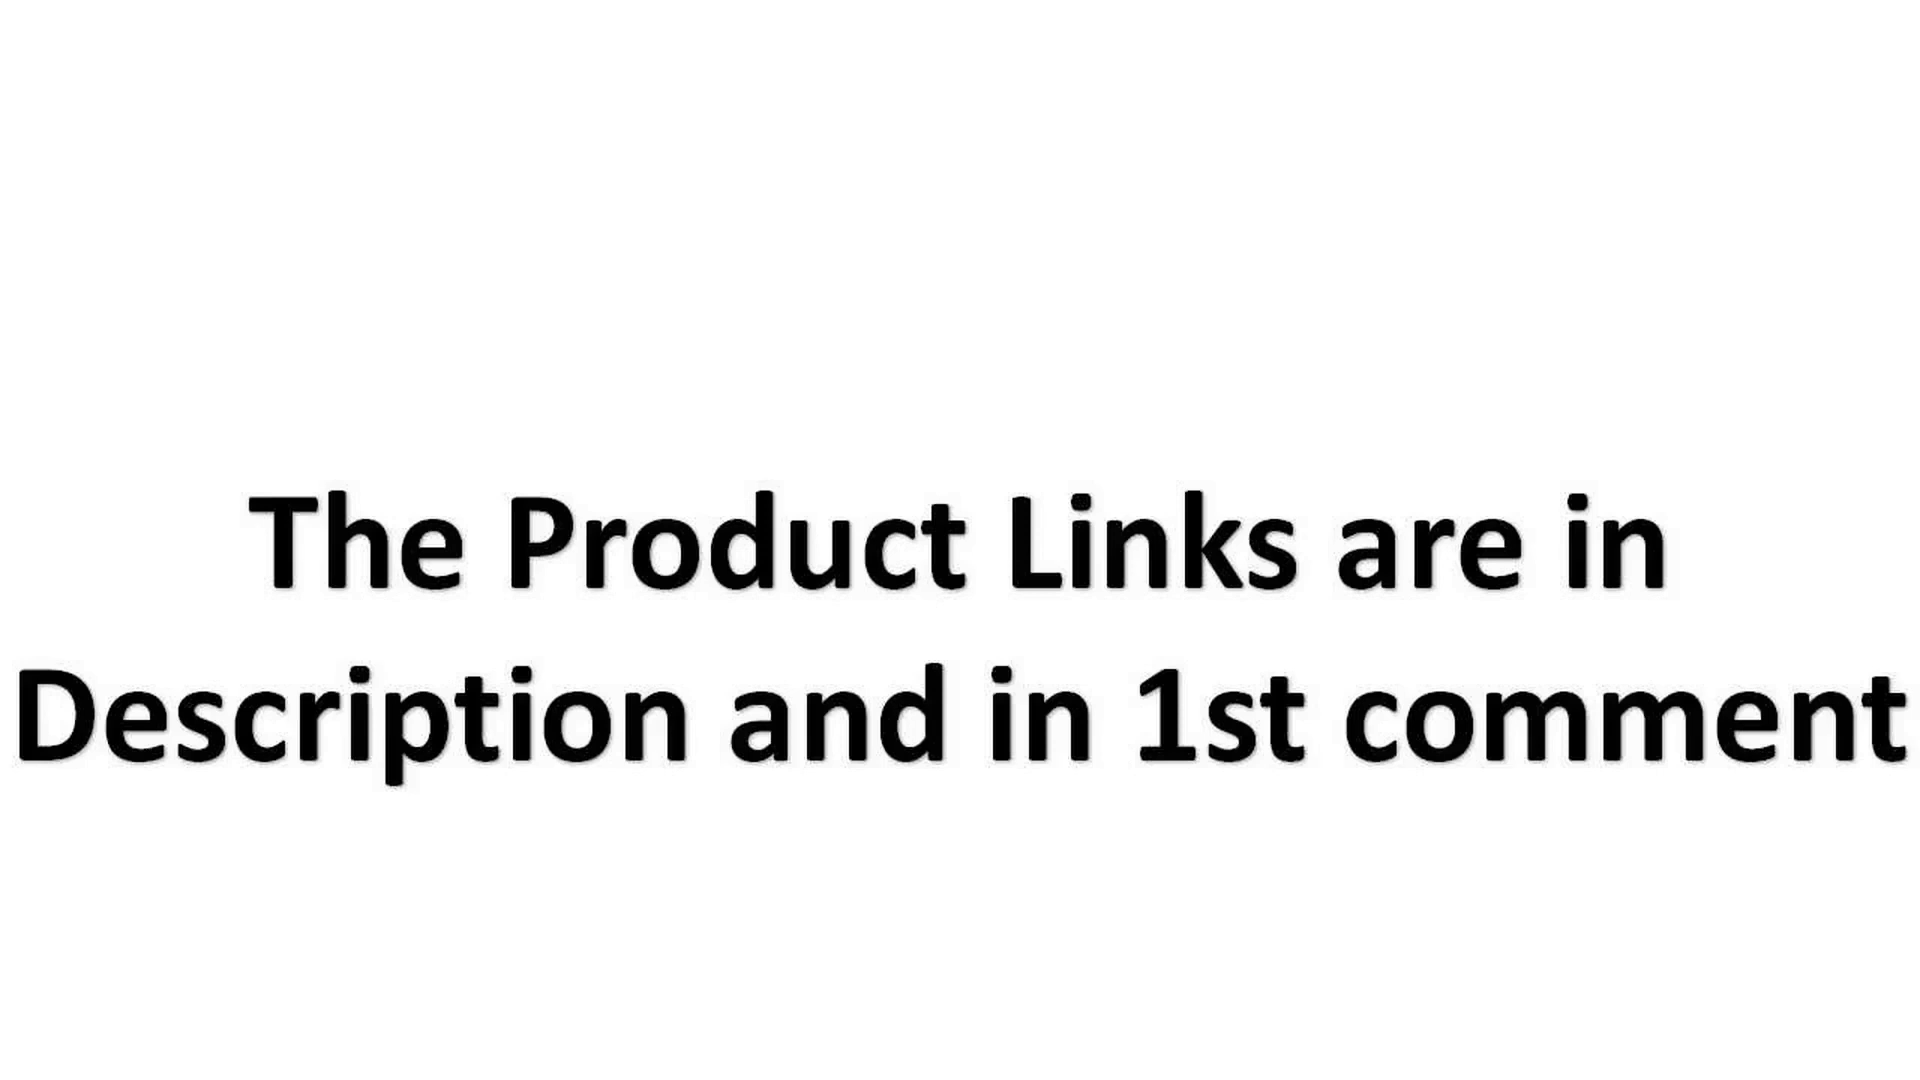 The Product Links are in
Description and in 1st comment